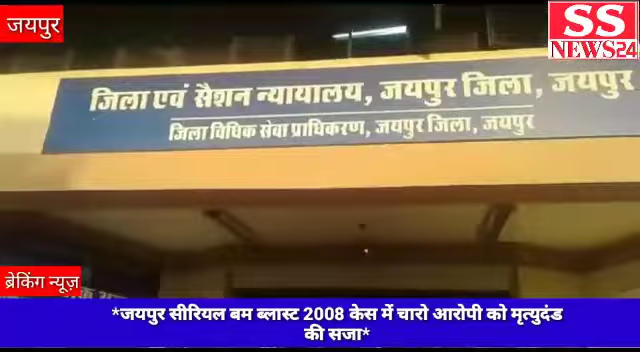 जयपुर
SS
NEWS24
जिला एवं सैशन न्यायालय, जयपुर जिला, जयपुर
जिला विधिक सेवा प्राधिकरण, जयपुर जिला, जयपुर
ब्रेकिंग न्यूज़
*जयपुर सीरियल बम ब्लास्ट 2008 केस में चारो आरोपी को मृत्युदंड
की सजा*